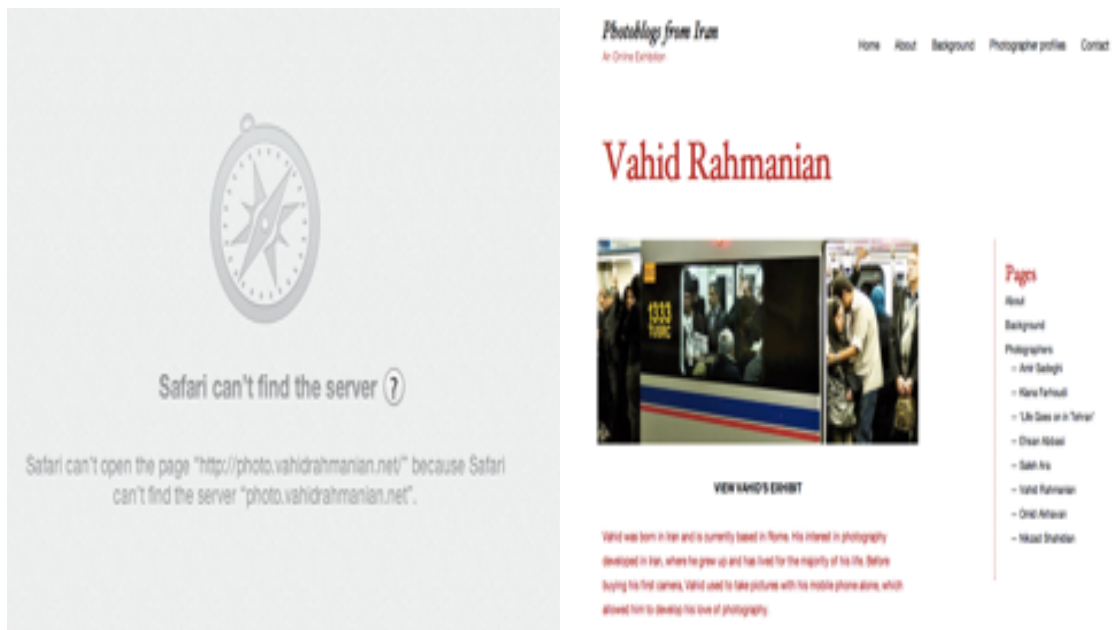 Safari can't find the server ?
Safari can't open the page "http://photo.vahidrahmanian.net/" because Safari
can't find the server "photo.vahidrahmanian.net".
Photoblogs from Iran
An Online Exhibition
Home About Background Photographer profiles Contact
Vahid Rahmanian
VIEW VAHID'S EXHIBIT
Vahid was born in Iran and is currently based in Rome. His interest in photography
developed in Iran, where he grew up and has lived for the majority of his life. Before
buying his first camera, Vahid used to take pictures with his mobile phone alone, which
allowed him to develop his love of photography.
Pages
About
Background
Photographers
– Amir Sadeghi
– Kiana Farhoudi
– 'Life Goes on in Tehran'
– Ehsan Abbasi
– Saleh Ara
– Vahid Rahmanian
– Omid Akhavan
– Nikzad Shahidian